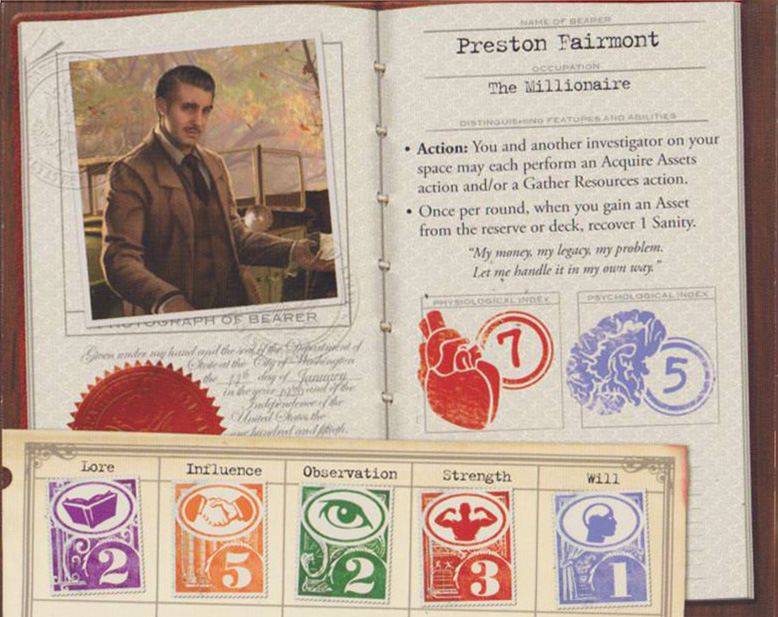 NAME OF BEARER
Preston Fairmont
OCCUPATION
The Millionaire
DISTINGUISHING FEATURES AND ABILITIES
• Action: You and another investigator on your
space may each perform an Acquire Assets
action and/or a Gather Resources action.
• Once per round, when you gain an Asset
from the reserve or deck, recover 1 Sanity.
"My money, my legacy, my problem.
Let me handle it in my own way."
PHYSIOLOGICAL INDEX
7
PSYCHOLOGICAL INDEX
5
PHOTOGRAPH OF BEARER
Given under my hand and the seal of the Department of
State at the City of Washington
the 14th day of January
in the year 1926 and of the
Independence of the
United States the
one hundred and fiftieth.
Lore
2
Influence
5
Observation
2
Strength
3
Will
1